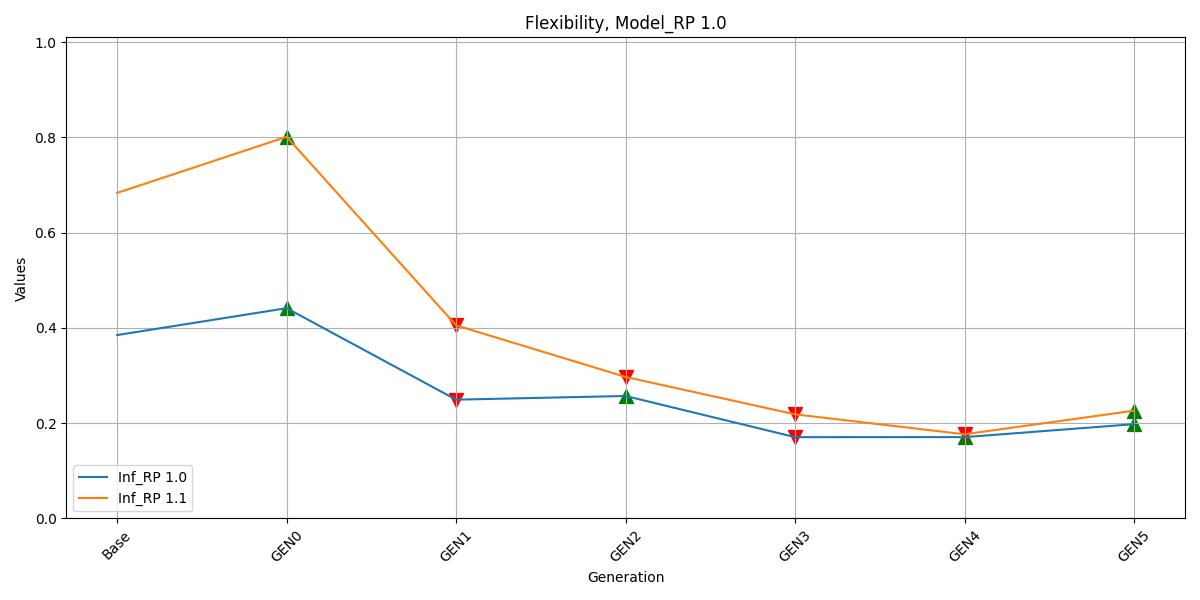 Flexibility, Model_RP 1.0
Values
1.0
0.8
0.6
0.4
0.2
0.0
Inf_RP 1.0
Inf_RP 1.1
Base
GEN0
GEN1
GEN2
GEN3
GEN4
GEN5
Generation